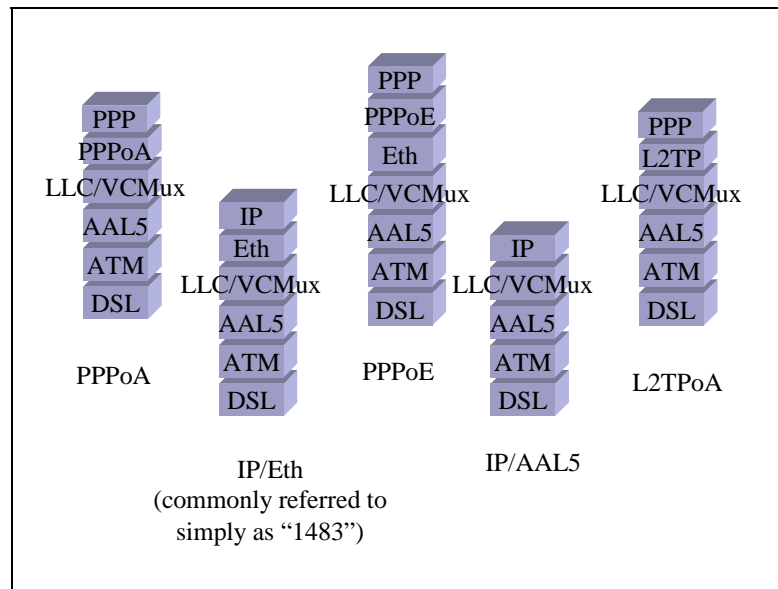 PPP
PPPoA
LLC/VCMux
AAL5
ATM
DSL
PPPoA
IP
Eth
LLC/VCMux
AAL5
ATM
DSL
IP/Eth
(commonly referred to
simply as “1483”)
PPP
PPPoE
Eth
LLC/VCMux
AAL5
ATM
DSL
PPPoE
IP
LLC/VCMux
AAL5
ATM
DSL
IP/AAL5
PPP
L2TP
LLC/VCMux
AAL5
ATM
DSL
L2TPoA